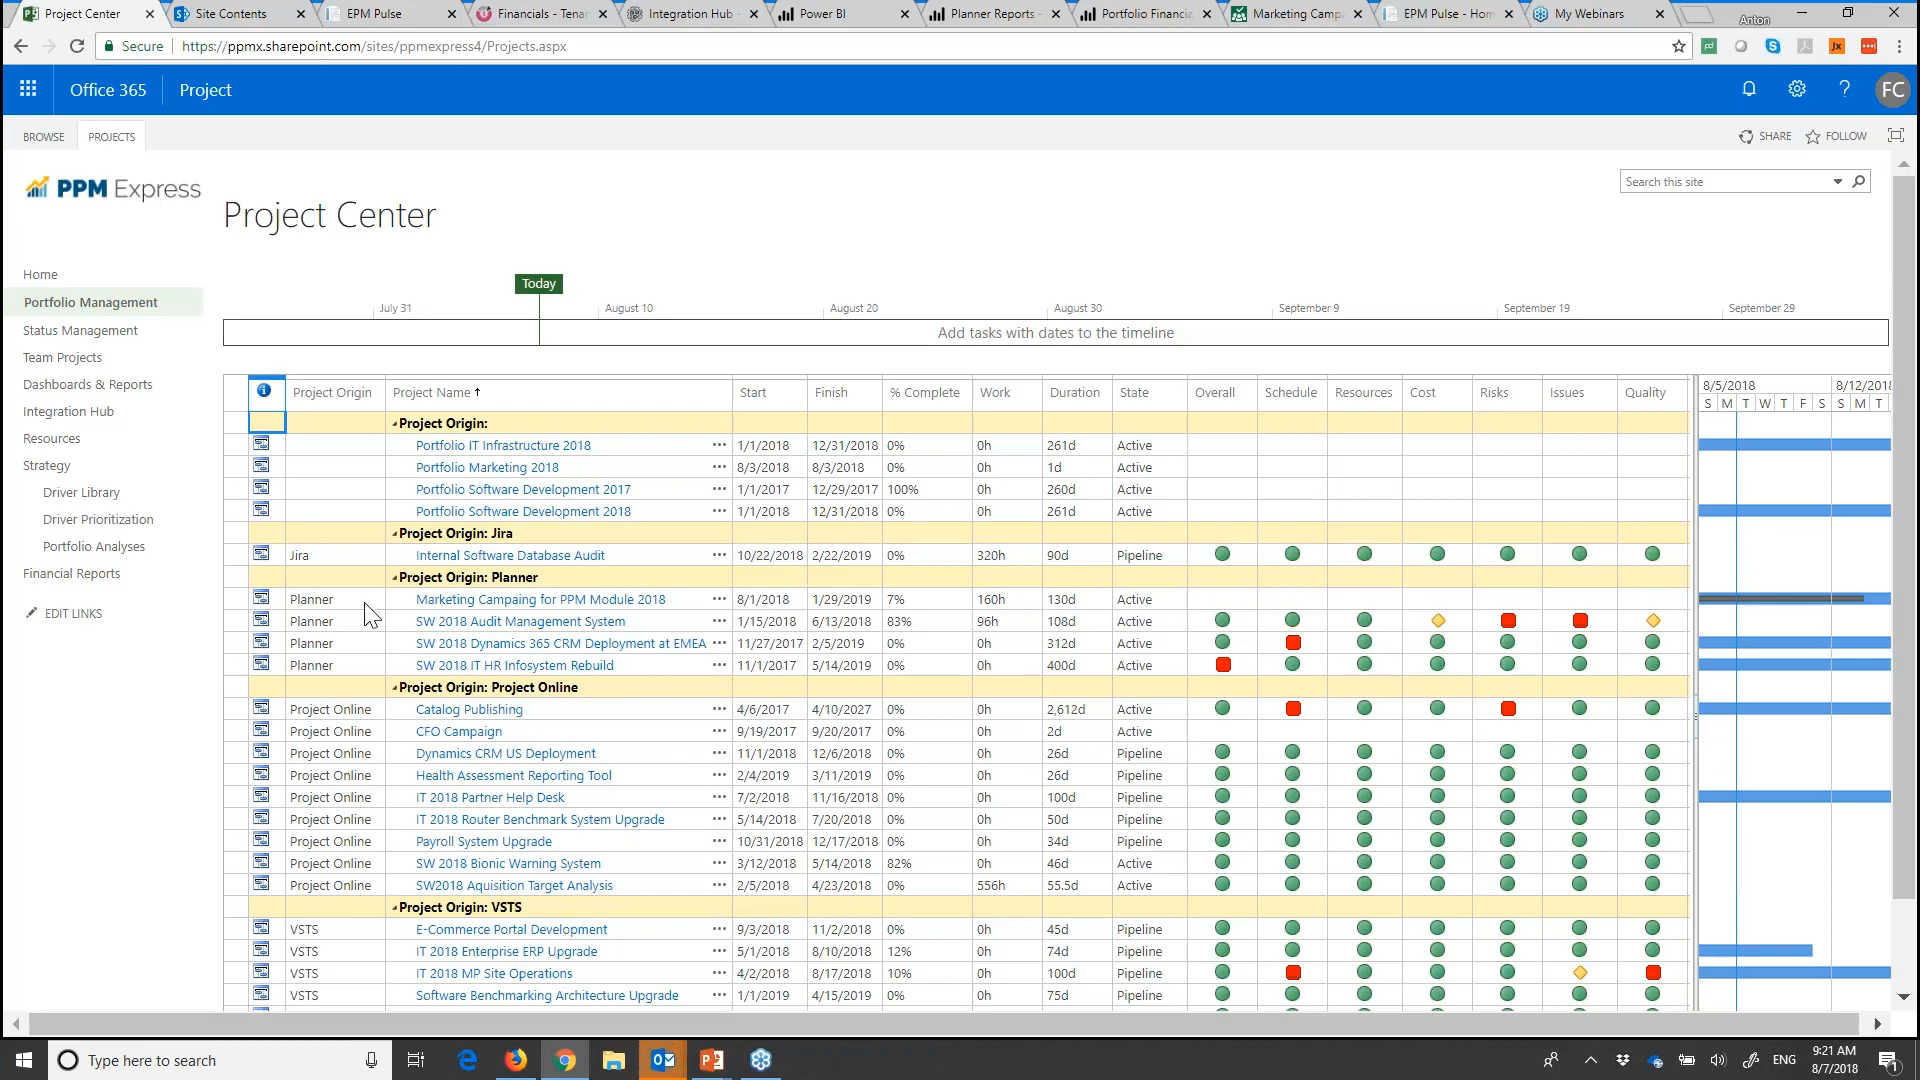 Project Center
Site Contents
EPM Pulse
Financials - Tenan
Integration Hub -
Power BI
Planner Reports -
Portfolio Financia
Marketing Camp
EPM Pulse - Hom
My Webinars
Anton
Secure
https://ppmx.sharepoint.com/sites/ppmexpress4/Projects.aspx
Office 365
Project
?
FC
BROWSE
PROJECTS
SHARE
FOLLOW
PPM Express
Project Center
Search this site
Home
Portfolio Management
Status Management
Team Projects
Dashboards & Reports
Integration Hub
Resources
Strategy
Driver Library
Driver Prioritization
Portfolio Analyses
Financial Reports
EDIT LINKS
Today
July 31 August 10 August 20 August 30 September 9 September 19 September 29
Add tasks with dates to the timeline
Project Origin Project Name Start Finish % Complete Work Duration State Overall Schedule Resources Cost Risks Issues Quality
8/5/2018 8/12/2018
S M T W T F S S M T
Project Origin:
Portfolio IT Infrastructure 2018 ... 1/1/2018 12/31/2018 0% 0h 261d Active
Portfolio Marketing 2018 ... 8/3/2018 8/3/2018 0% 0h 1d Active
Portfolio Software Development 2017 ... 1/1/2017 12/29/2017 100% 0h 260d Active
Portfolio Software Development 2018 ... 1/1/2018 12/31/2018 0% 0h 261d Active
Project Origin: Jira
Jira Internal Software Database Audit ... 10/22/2018 2/22/2019 0% 320h 90d Pipeline
Project Origin: Planner
Planner Marketing Campaing for PPM Module 2018 ... 8/1/2018 1/29/2019 7% 160h 130d Active
Planner SW 2018 Audit Management System ... 1/15/2018 6/13/2018 83% 96h 108d Active
Planner SW 2018 Dynamics 365 CRM Deployment at EMEA ... 11/27/2017 2/5/2019 0% 0h 312d Active
Planner SW 2018 IT HR Infosystem Rebuild ... 11/1/2017 5/14/2019 0% 0h 400d Active
Project Origin: Project Online
Project Online Catalog Publishing ... 4/6/2017 4/10/2027 0% 0h 2,612d Active
Project Online CFO Campaign ... 9/19/2017 9/20/2017 0% 0h 2d Active
Project Online Dynamics CRM US Deployment ... 11/1/2018 12/6/2018 0% 0h 26d Pipeline
Project Online Health Assessment Reporting Tool ... 2/4/2019 3/11/2019 0% 0h 26d Pipeline
Project Online IT 2018 Partner Help Desk ... 7/2/2018 11/16/2018 0% 0h 100d Pipeline
Project Online IT 2018 Router Benchmark System Upgrade ... 5/14/2018 7/20/2018 0% 0h 50d Pipeline
Project Online Payroll System Upgrade ... 10/31/2018 12/17/2018 0% 0h 34d Pipeline
Project Online SW 2018 Bionic Warning System ... 3/12/2018 5/14/2018 82% 0h 46d Active
Project Online SW2018 Aquisition Target Analysis ... 2/5/2018 4/23/2018 0% 556h 55.5d Active
Project Origin: VSTS
VSTS E-Commerce Portal Development ... 9/3/2018 11/2/2018 0% 0h 45d Pipeline
VSTS IT 2018 Enterprise ERP Upgrade ... 5/1/2018 8/10/2018 12% 0h 74d Pipeline
VSTS IT 2018 MP Site Operations ... 4/2/2018 8/17/2018 10% 0h 100d Pipeline
VSTS Software Benchmarking Architecture Upgrade ... 1/1/2019 4/15/2019 0% 0h 75d Pipeline
Type here to search
ENG
9:21 AM
8/7/2018
1